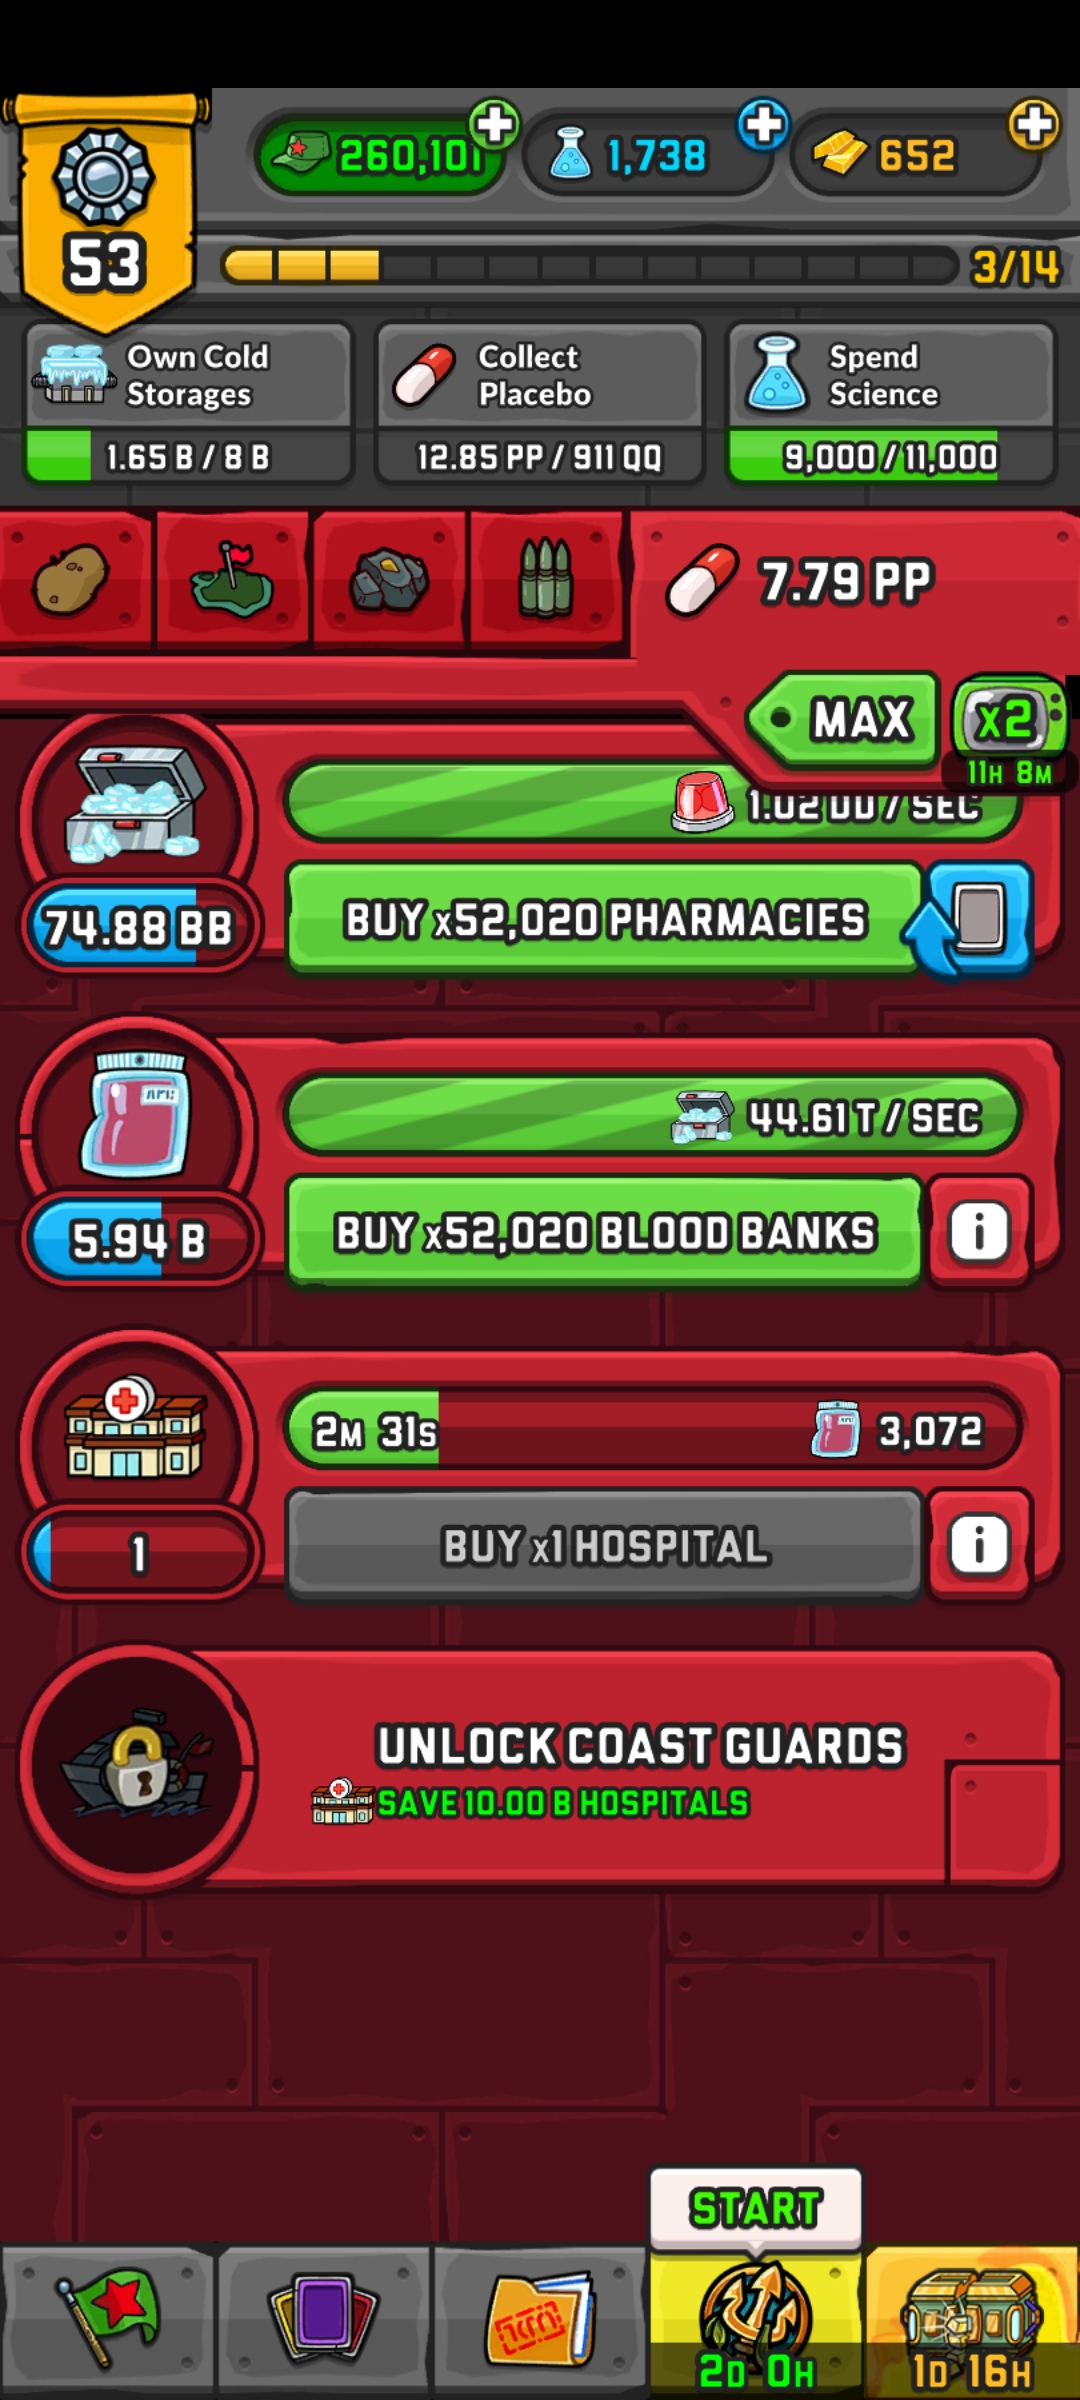 260,101
1,738
652
53
3/14
Own Cold
Storages
1.65 B / 8 B
Collect
Placebo
12.85 PP / 911 QQ
Spend
Science
9,000 / 11,000
7.79 PP
MAX
x2
11H 8M
/ SEC
74.88 BB
BUY x52,020 PHARMACIES
44.61 T / SEC
5.94 B
BUY x52,020 BLOOD BANKS
i
2M 31S
3,072
1
BUY x1 HOSPITAL
i
UNLOCK COAST GUARDS
SAVE 10.00 B HOSPITALS
START
2D 0H
1D 16H